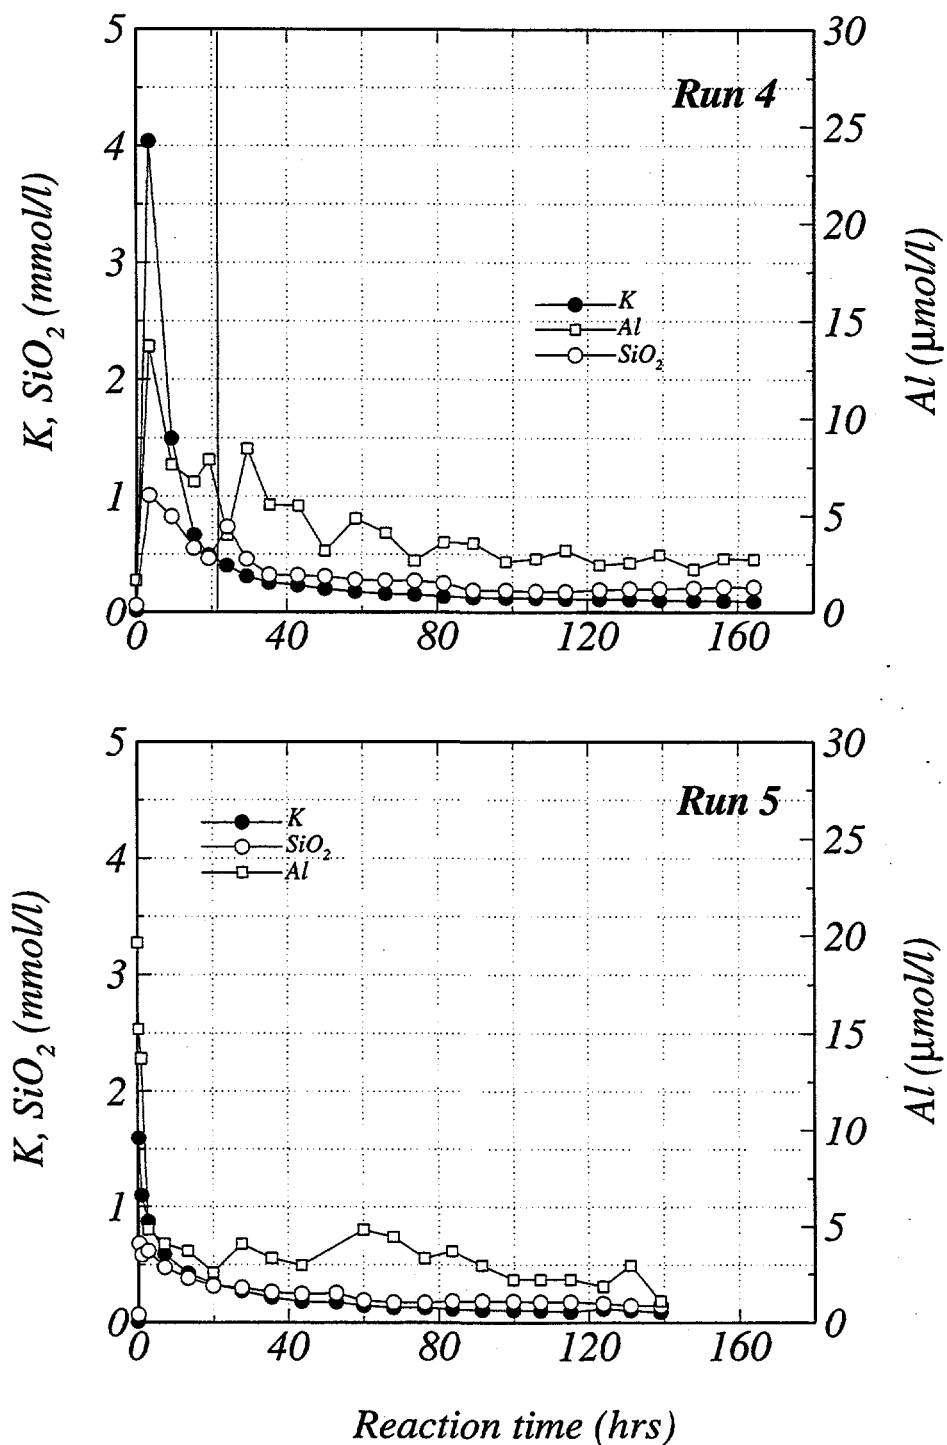 Run 4
K, SiO₂ (mmol/l)
5
4
3
2
1
0
K
Al
SiO₂
30
25
20
15
10
5
0
Al (μmol/l)
0 40 80 120 160
Run 5
K, SiO₂ (mmol/l)
5
4
3
2
1
0
K
SiO₂
Al
30
25
20
15
10
5
0
Al (μmol/l)
0 40 80 120 160
Reaction time (hrs)